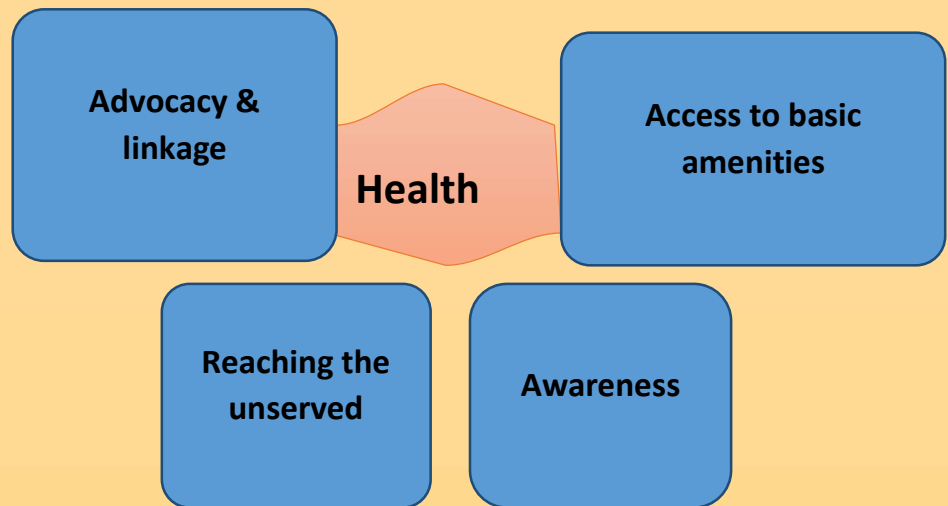 Advocacy &
linkage
Health
Access to basic
amenities
Reaching the
unserved
Awareness